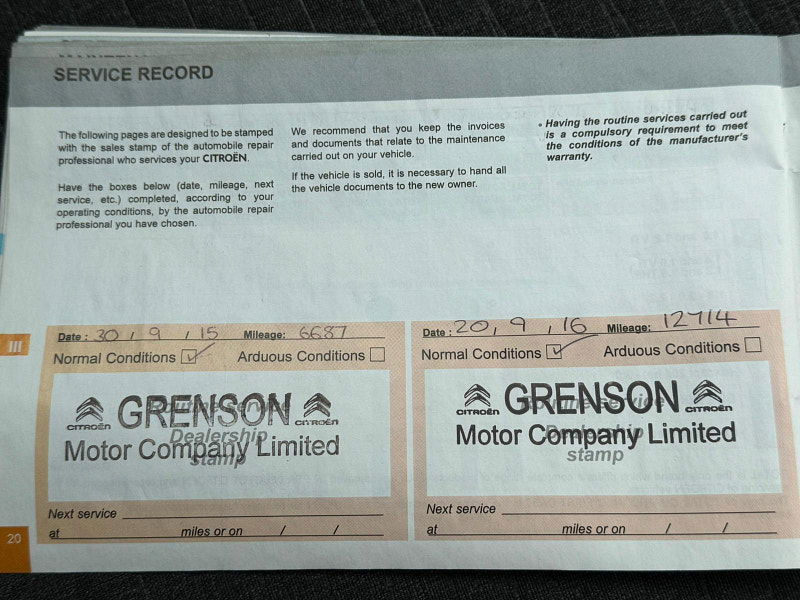 SERVICE RECORD
The following pages are designed to be stamped
with the sales stamp of the automobile repair
professional who services your CITROËN.
Have the boxes below (date, mileage, next
service, etc.) completed, according to your
operating conditions, by the automobile repair
professional you have chosen.
We recommend that you keep the invoices
and documents that relate to the maintenance
carried out on your vehicle.
If the vehicle is sold, it is necessary to hand all
the vehicle documents to the new owner.
• Having the routine services carried out
is a compulsory requirement to meet
the conditions of the manufacturer's
warranty.
III
Date : 30 / 9 / 15 Mileage: 6687
Normal Conditions ☑ Arduous Conditions ☐
CITROËN GRENSON CITROËN
Dealership
Motor Company Limited
stamp
Next service
at miles or on / /
Date : 20 / 9 / 16 Mileage: 12714
Normal Conditions ☑ Arduous Conditions ☐
CITROËN GRENSON CITROËN
Motor Company Limited
Dealership
stamp
Next service
at miles or on / /
20